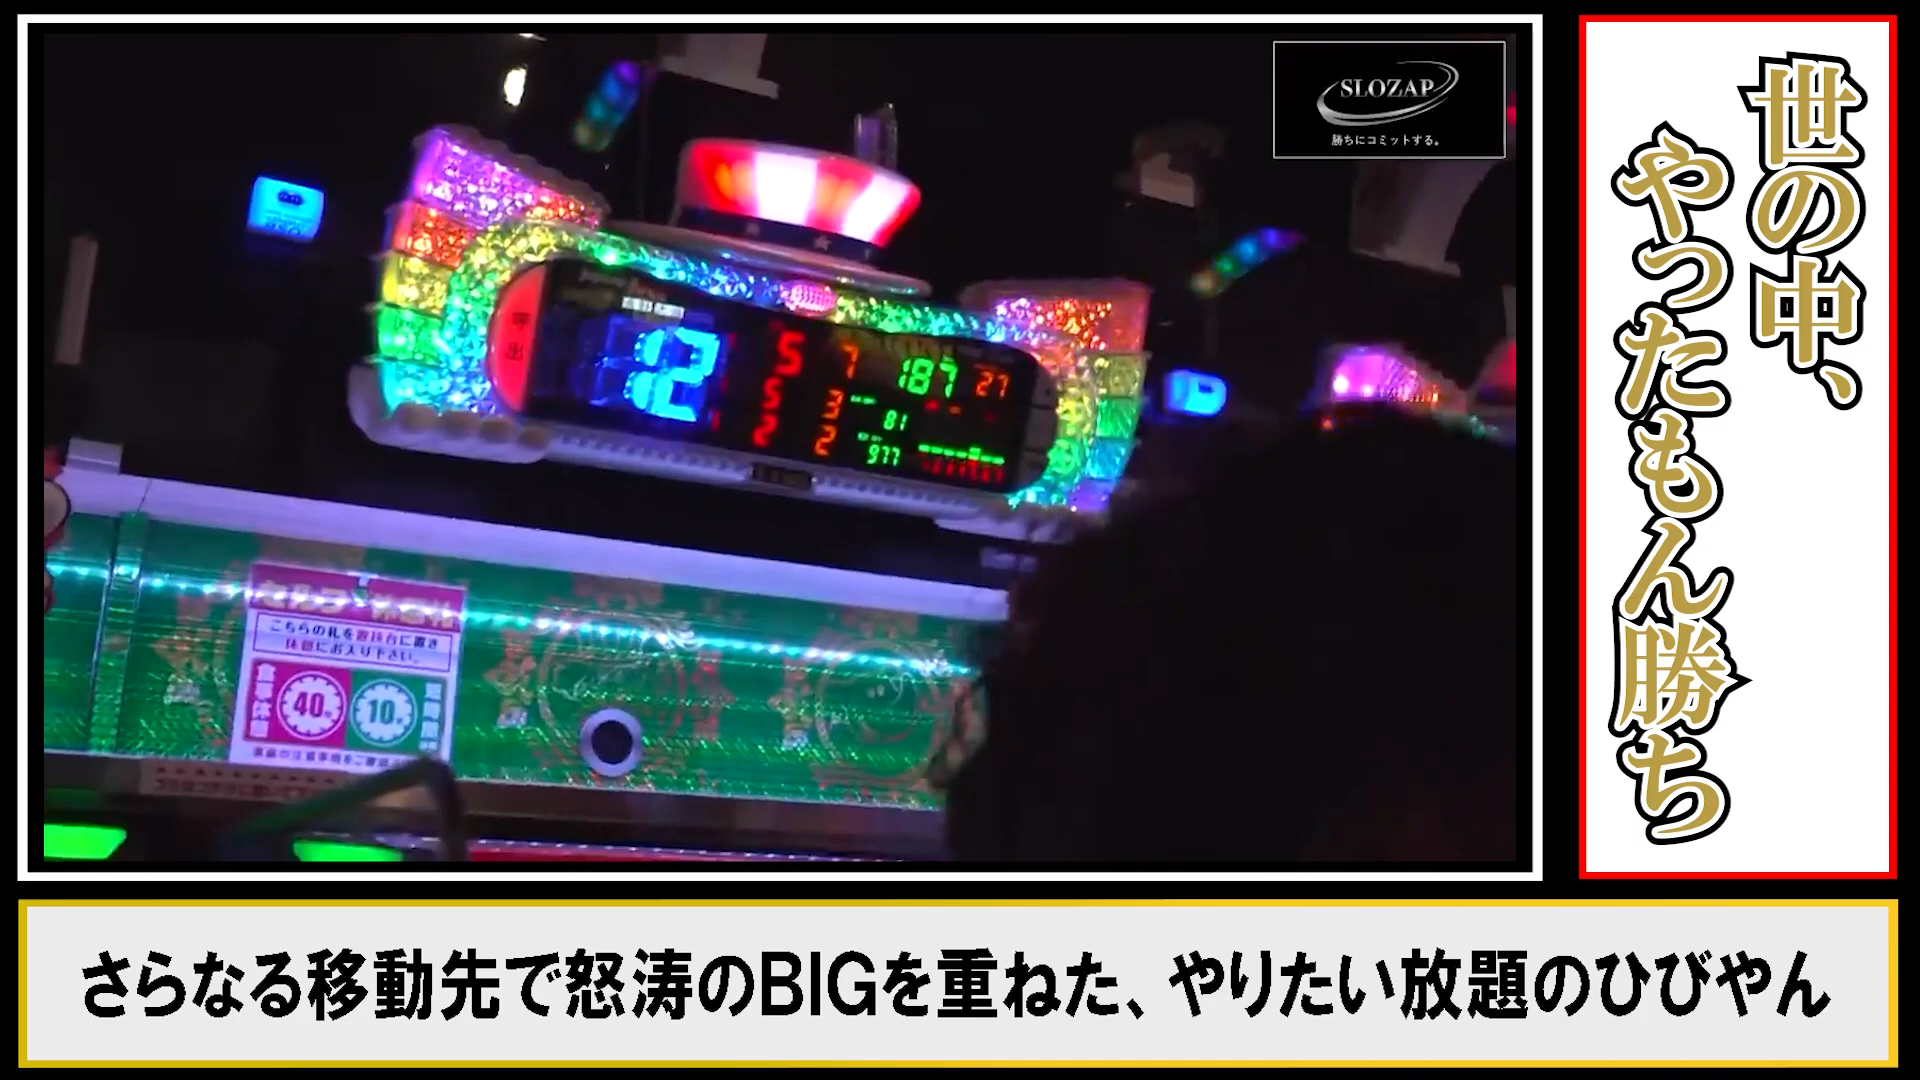 世の中、
やったもん勝ち
SLOZAP
勝ちにコミットする。
12
5 7 187 27
5 3 81
2 2 977
こちらの札を
に置き
休憩にお入り下さい。
食事休憩
40
10
さらなる移動先で怒涛のBIGを重ねた、やりたい放題のひびやん